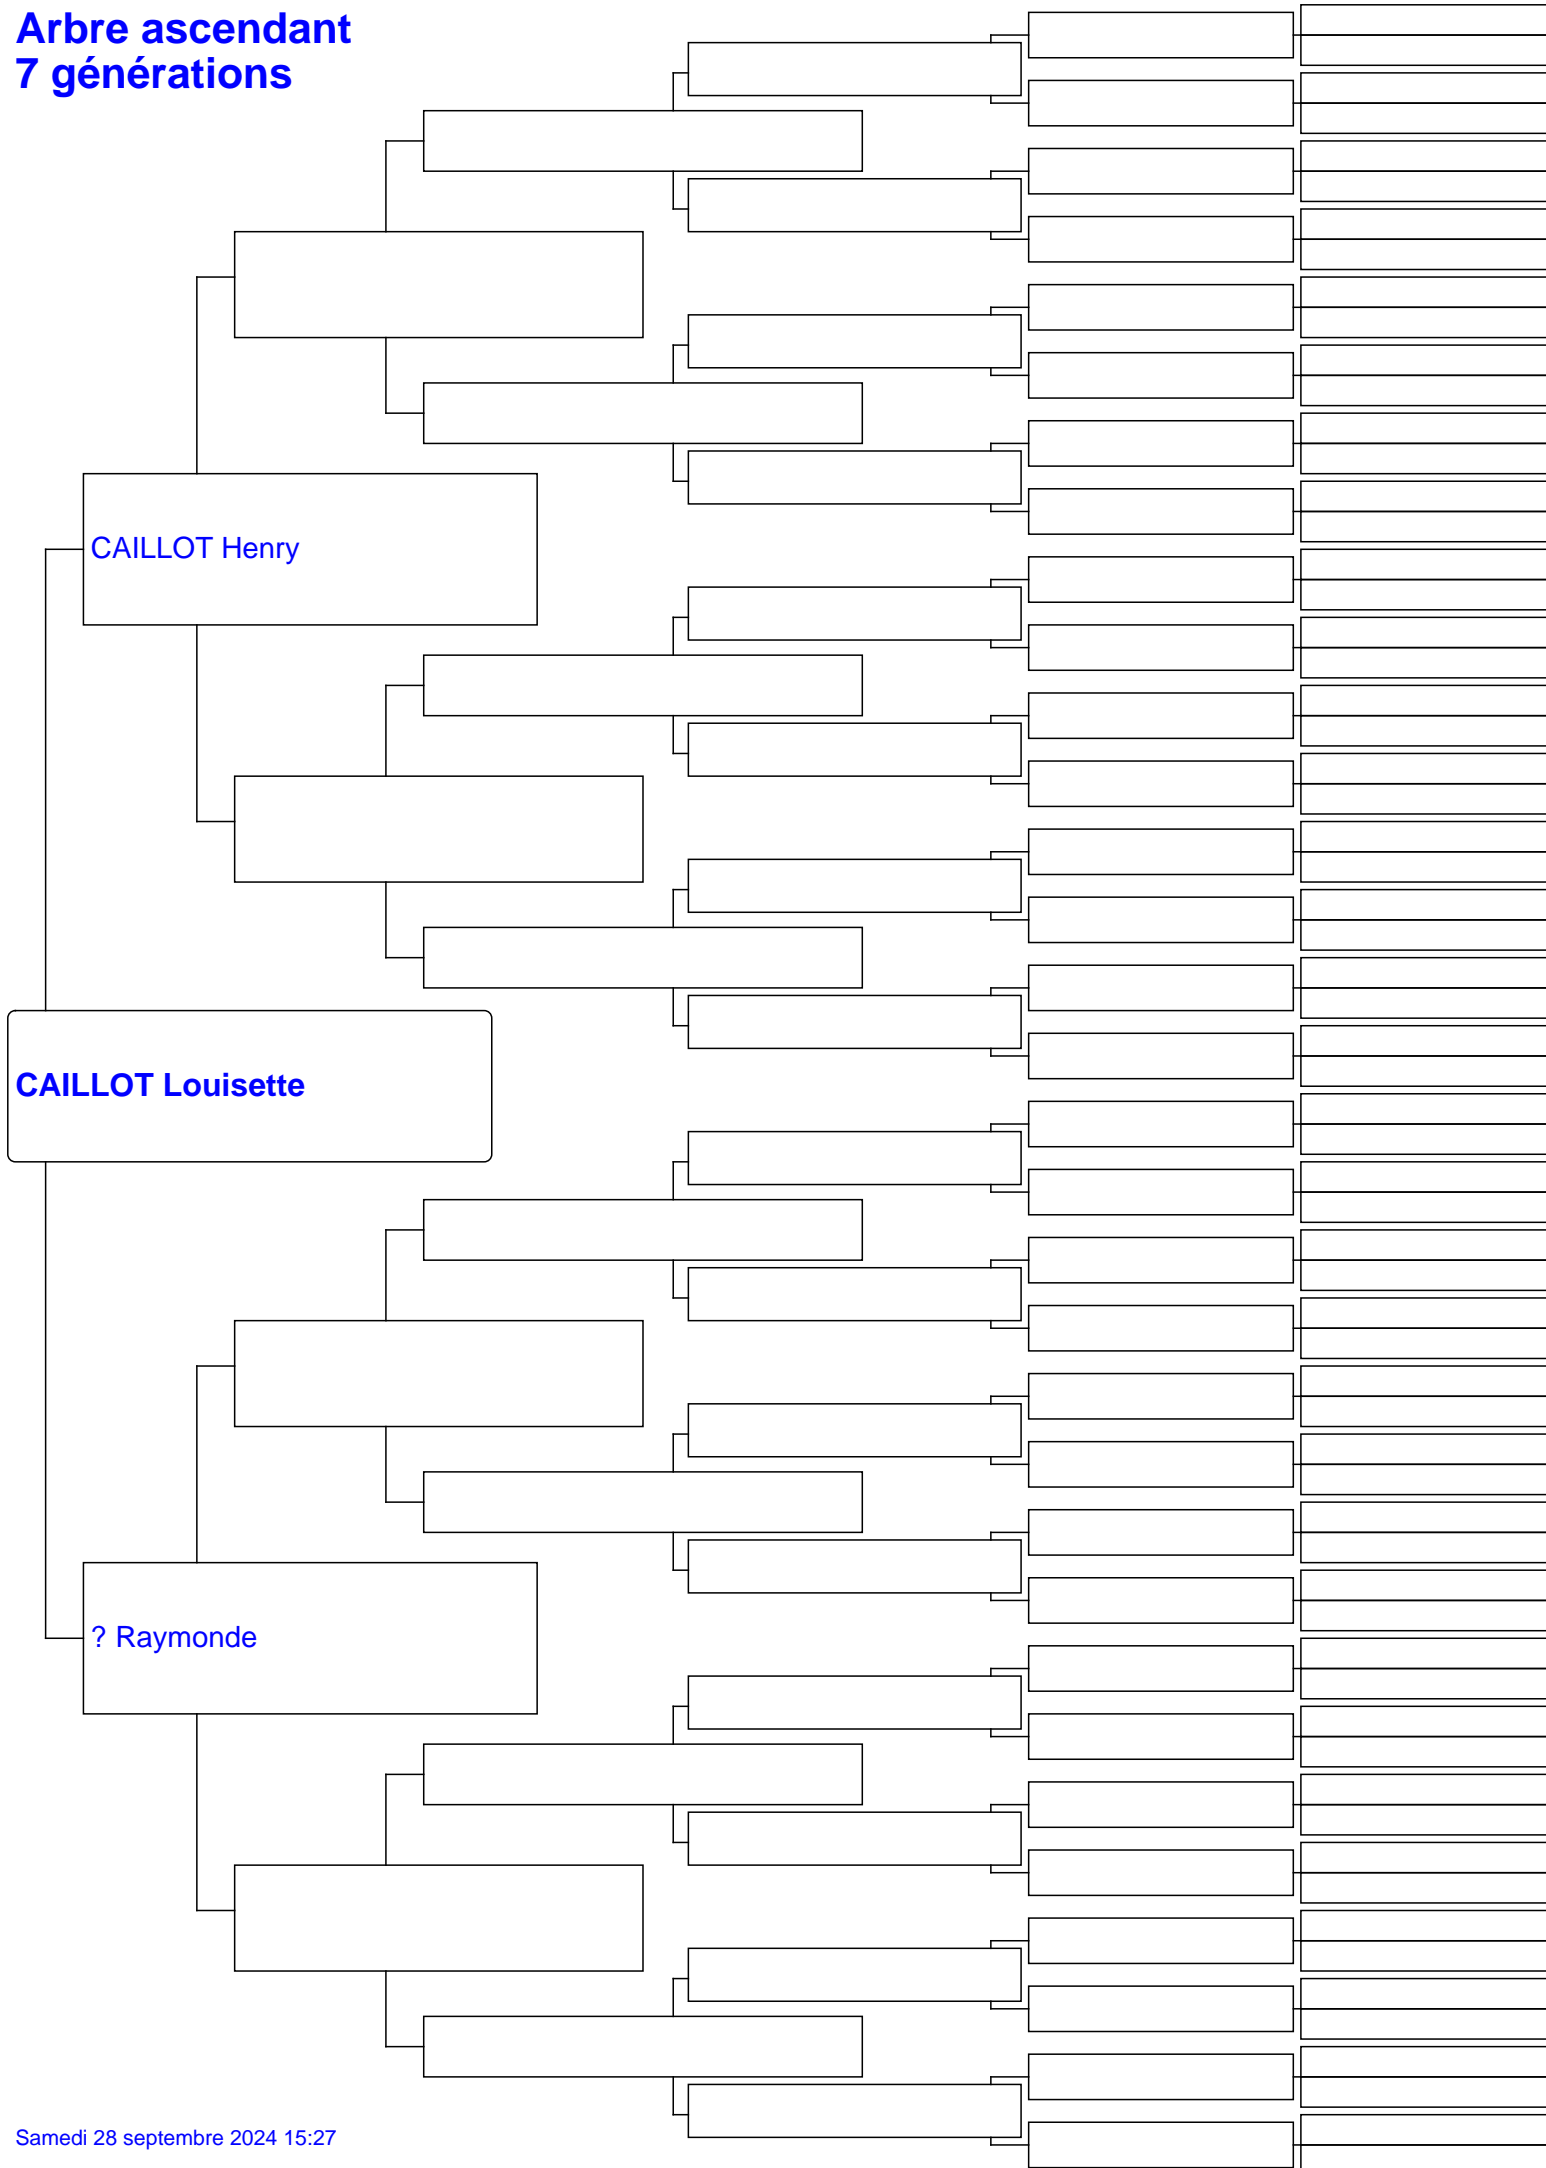 Arbre ascendant
7 générations
CAILLOT Henry
CAILLOT Louisette
? Raymonde
Samedi 28 septembre 2024 15:27